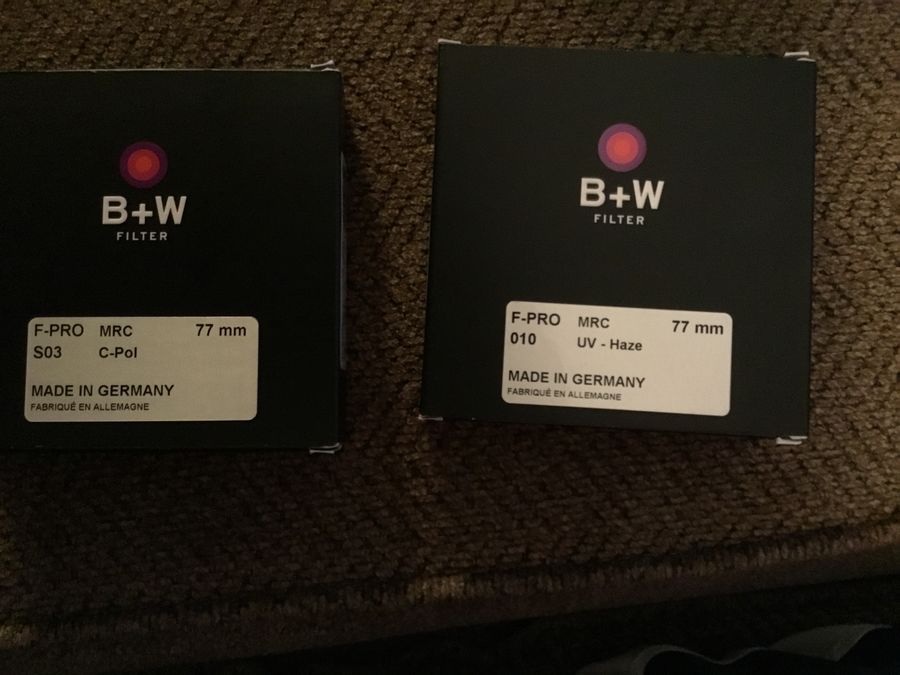 B+W
FILTER
F-PRO MRC 77 mm
S03 C-Pol
MADE IN GERMANY
FABRIQUÉ EN ALLEMAGNE
B+W
FILTER
F-PRO MRC 77 mm
010 UV - Haze
MADE IN GERMANY
FABRIQUÉ EN ALLEMAGNE